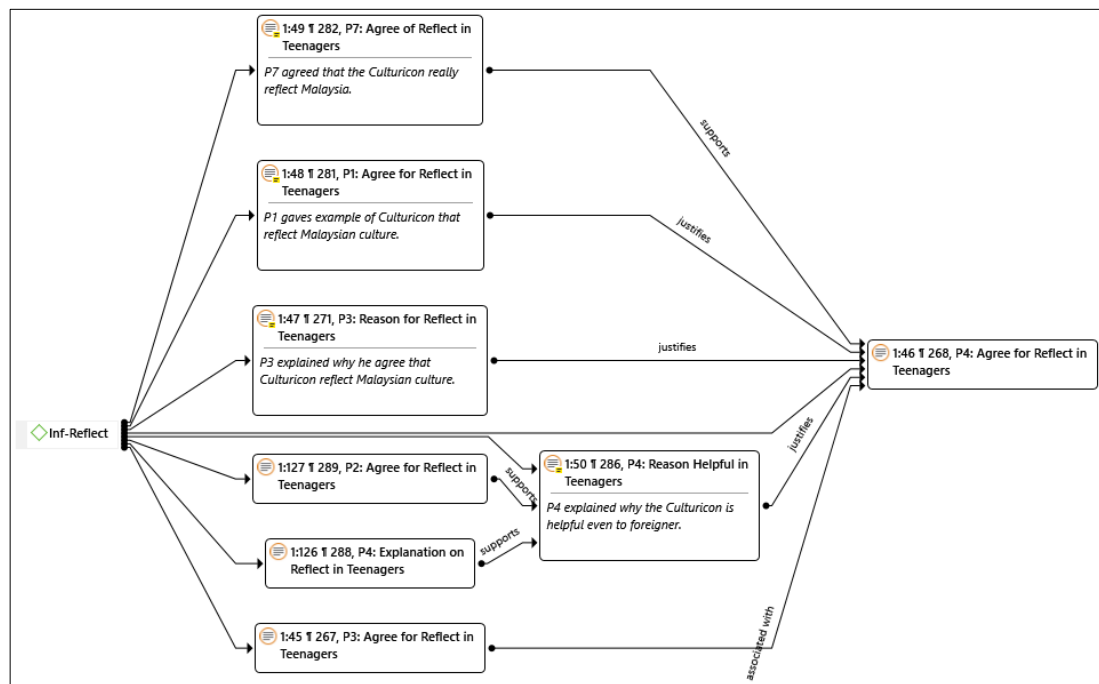 1:49 ¶ 282, P7: Agree of Reflect in
Teenagers
P7 agreed that the Culturicon really
reflect Malaysia.
supports
1:48 ¶ 281, P1: Agree for Reflect in
Teenagers
P1 gaves example of Culturicon that
reflect Malaysian culture.
justifies
1:47 ¶ 271, P3: Reason for Reflect in
Teenagers
P3 explained why he agree that
Culturicon reflect Malaysian culture.
justifies
1:46 ¶ 268, P4: Agree for Reflect in
Teenagers
Inf-Reflect
1:127 ¶ 289, P2: Agree for Reflect in
Teenagers
supports
1:50 ¶ 286, P4: Reason Helpful in
Teenagers
P4 explained why the Culturicon is
helpful even to foreigner.
justifies
1:126 ¶ 288, P4: Explanation on
Reflect in Teenagers
supports
1:45 ¶ 267, P3: Agree for Reflect in
Teenagers
associated with